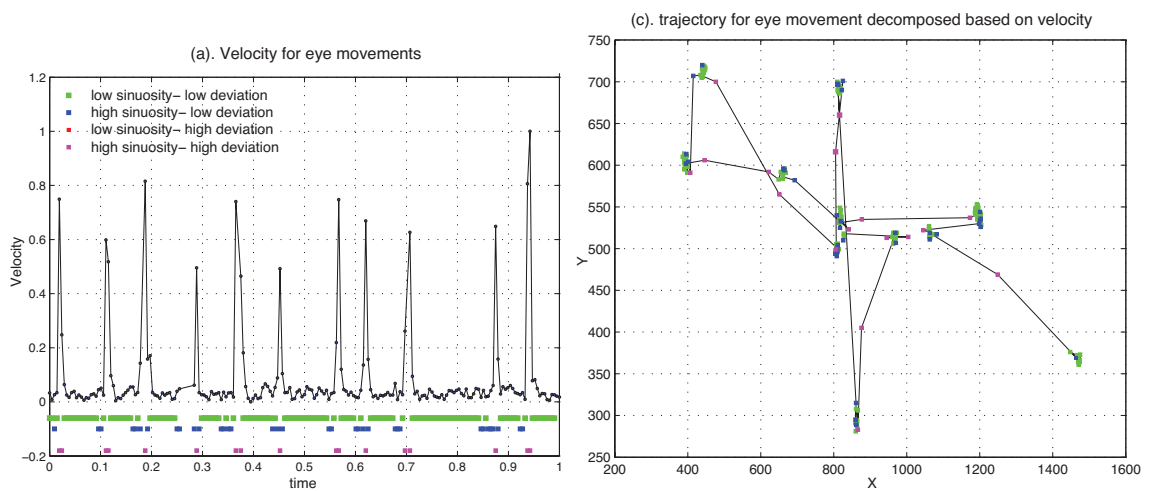 (a). Velocity for eye movements
1.2
1
0.8
0.6
0.4
0.2
0
−0.2
Velocity
low sinuosity− low deviation
high sinuosity− low deviation
low sinuosity− high deviation
high sinuosity− high deviation
0 0.1 0.2 0.3 0.4 0.5 0.6 0.7 0.8 0.9 1
time
(c). trajectory for eye movement decomposed based on velocity
750
700
650
600
550
500
450
400
350
300
250
Y
200 400 600 800 1000 1200 1400 1600
X